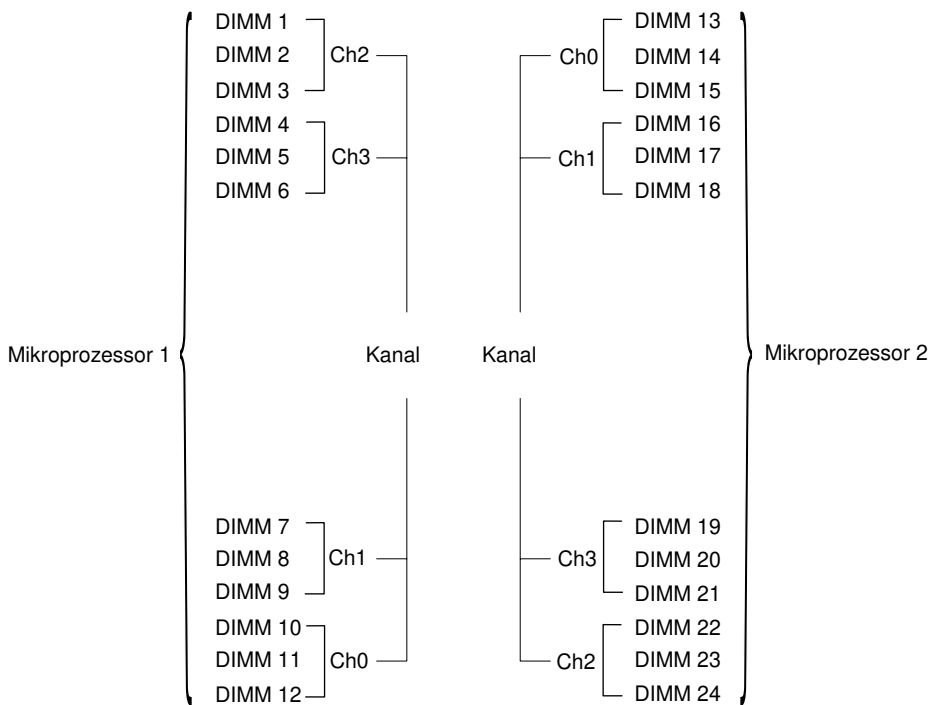 DIMM 1
DIMM 2
Ch2
DIMM 3
DIMM 4
DIMM 5
Ch3
DIMM 6
Mikroprozessor 1
Kanal
DIMM 7
DIMM 8
Ch1
DIMM 9
DIMM 10
DIMM 11
Ch0
DIMM 12
DIMM 13
Ch0
DIMM 14
DIMM 15
DIMM 16
Ch1
DIMM 17
DIMM 18
Kanal
Mikroprozessor 2
DIMM 19
Ch3
DIMM 20
DIMM 21
DIMM 22
Ch2
DIMM 23
DIMM 24